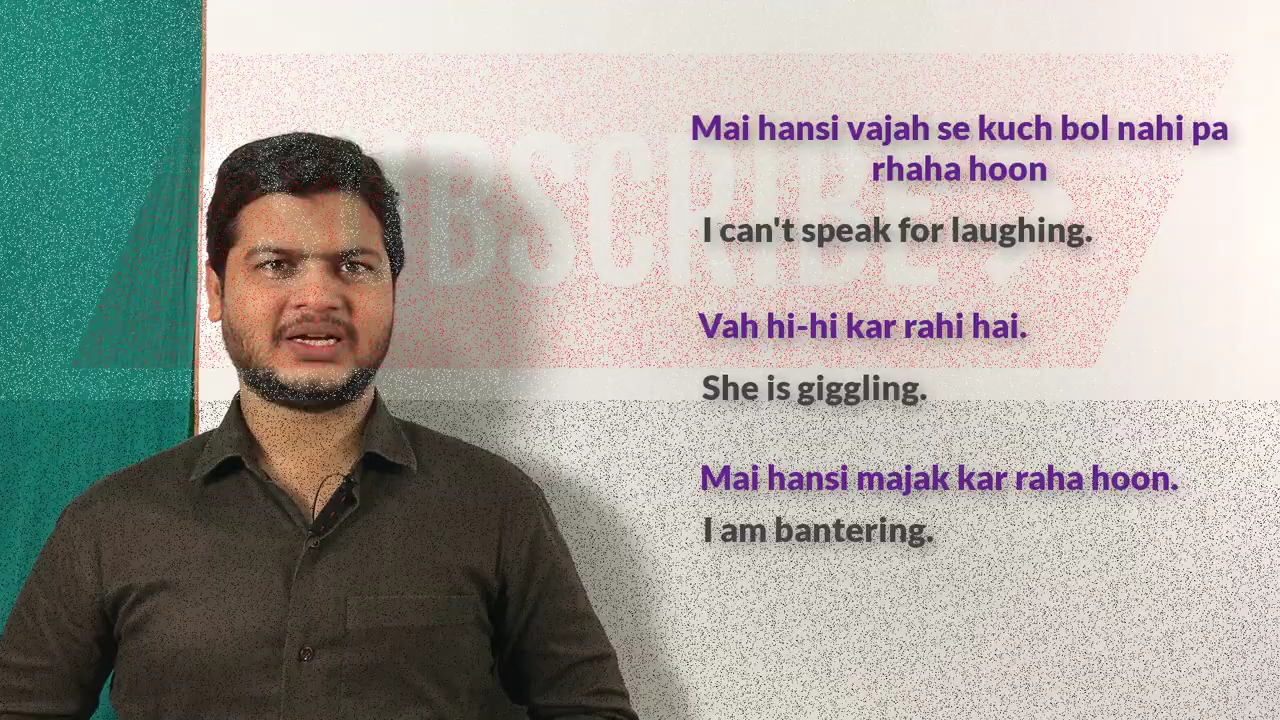 SUBSCRIBE
Mai hansi vajah se kuch bol nahi pa
rhaha hoon
I can't speak for laughing.
Vah hi-hi kar rahi hai.
She is giggling.
Mai hansi majak kar raha hoon.
I am bantering.